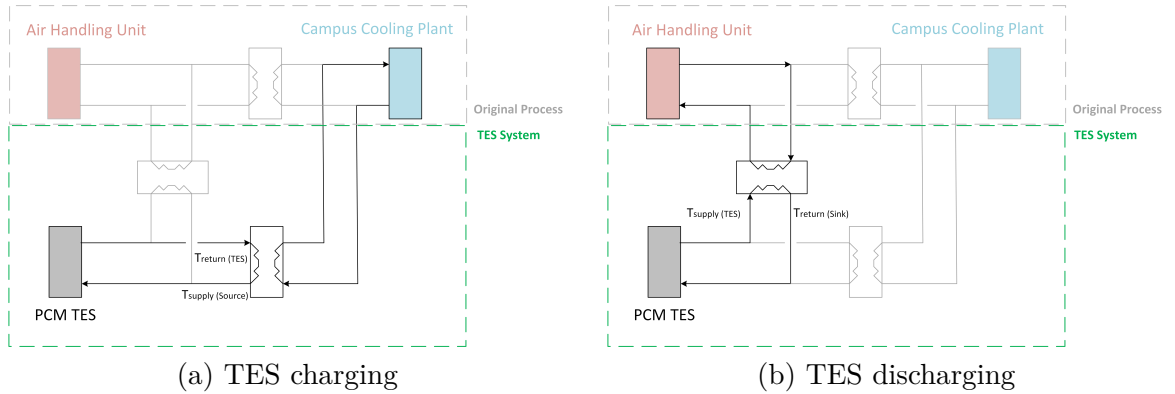 Air Handling Unit
Campus Cooling Plant
Original Process
TES System
Treturn (TES)
Tsupply (Source)
PCM TES
(a) TES charging
Air Handling Unit
Campus Cooling Plant
Original Process
TES System
Tsupply (TES)
Treturn (Sink)
PCM TES
(b) TES discharging